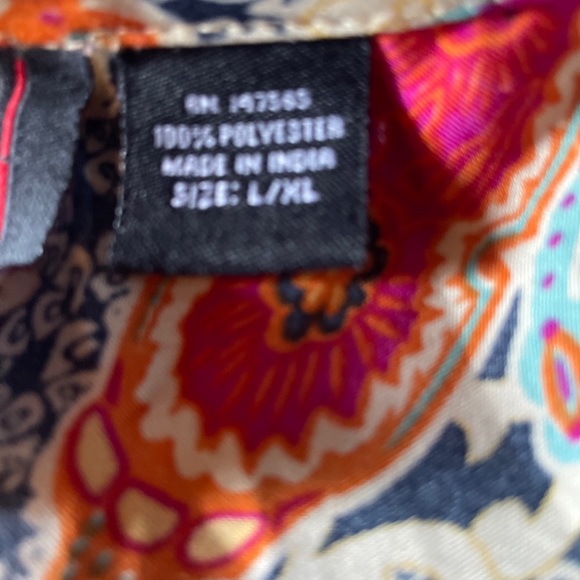 RN 147565
100% POLYESTER
MADE IN INDIA
SIZE: L/XL